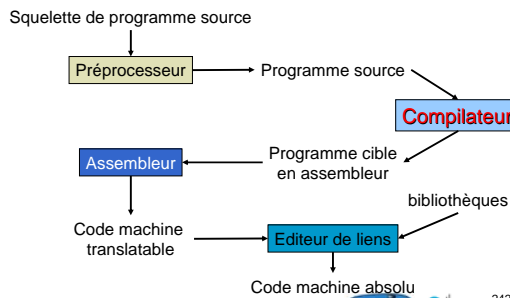 Squelette de programme source
Préprocesseur
Programme source
Compilateur
Programme cible
en assembleur
Assembleur
bibliothèques
Code machine
translatable
Editeur de liens
Code machine absolu